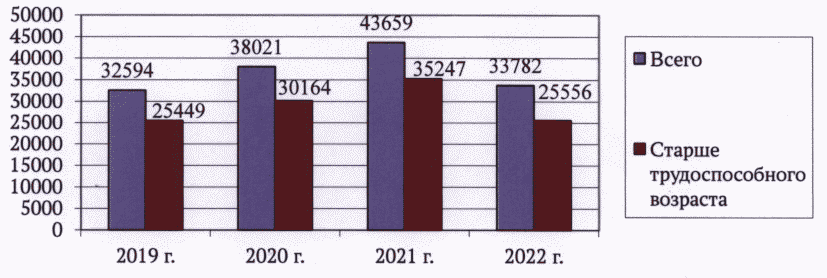 50000
45000
40000
35000
30000
25000
20000
15000
10000
5000
0
32594
25449
38021
30164
43659
35247
33782
25556
2019 г.
2020 г.
2021 г.
2022 г.
Всего
Старше
трудоспособного
возраста